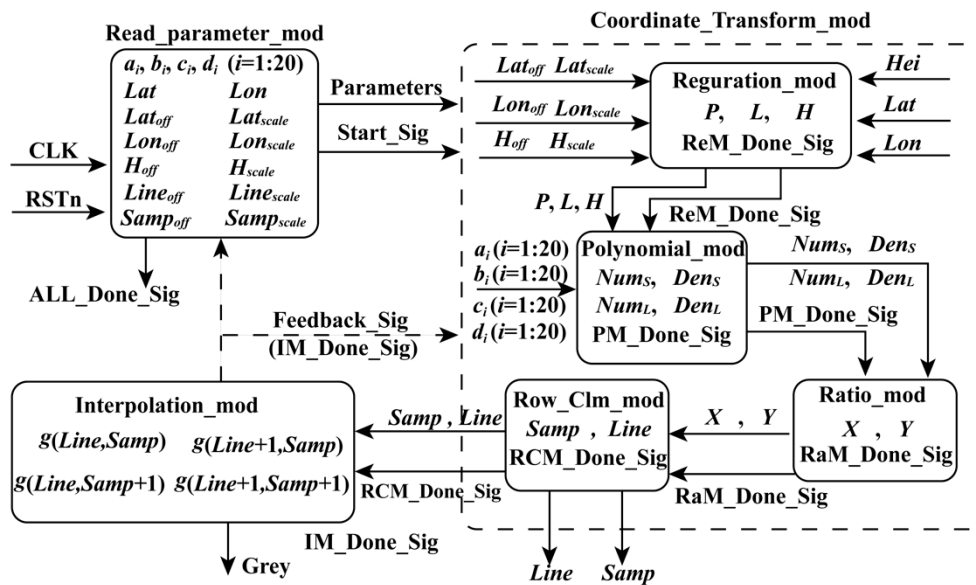 Coordinate_Transform_mod
Read_parameter_mod
aᵢ, bᵢ, cᵢ, dᵢ (i=1:20)
Lat Lon
Latoff Latscale
Lonoff Lonscale
Hoff Hscale
Lineoff Linescale
Sampoff Sampscale
CLK
RSTn
Parameters
Start_Sig
ALL_Done_Sig
Latoff Latscale
Lonoff Lonscale
Hoff Hscale
Reguration_mod
P, L, H
ReM_Done_Sig
Hei
Lat
Lon
P, L, H
ReM_Done_Sig
aᵢ(i=1:20)
bᵢ(i=1:20)
cᵢ(i=1:20)
dᵢ(i=1:20)
Polynomial_mod
NumS, DenS
NumL, DenL
PM_Done_Sig
NumS, DenS
NumL, DenL
PM_Done_Sig
Feedback_Sig
(IM_Done_Sig)
Interpolation_mod
g(Line,Samp) g(Line+1,Samp)
g(Line,Samp+1) g(Line+1,Samp+1)
Samp , Line
RCM_Done_Sig
Row_Clm_mod
Samp , Line
RCM_Done_Sig
X , Y
RaM_Done_Sig
Ratio_mod
X , Y
RaM_Done_Sig
IM_Done_Sig
Grey
Line
Samp